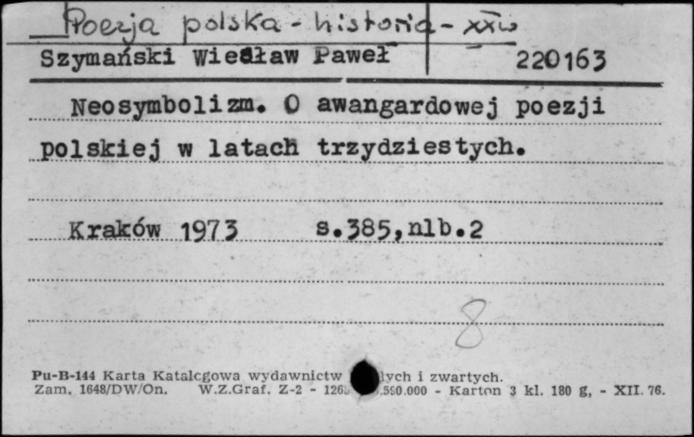 Poezja polska - historia - XXw
Szymański Wiesław Paweł 220163
Neosymbolizm. O awangardowej poezji
polskiej w latach trzydziestych.
Kraków 1973 s.385,nlb.2
8
Pu-B-144 Karta Katalogowa wydawnictw i zwartych.
Zam. 1648/DW/On. W.Z.Graf. Z-2 - - Karton 3 kl. 180 g, - XII. 76.